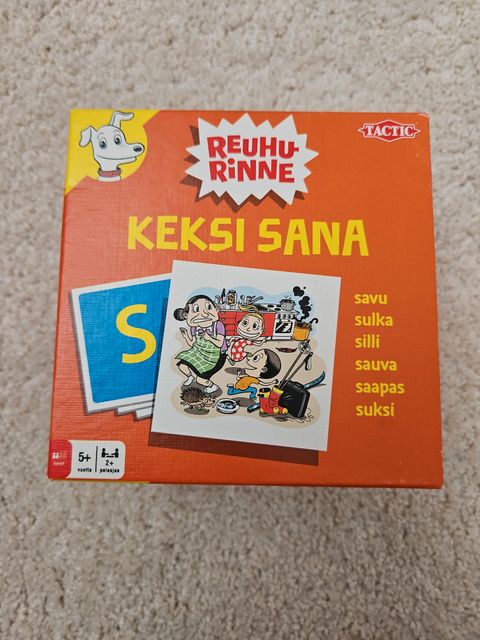 REUHU-
RINNE
TACTIC
KEKSI SANA
S
savu
sulka
silli
sauva
saapas
suksi
5+
vuotta
2+
pelaajaa